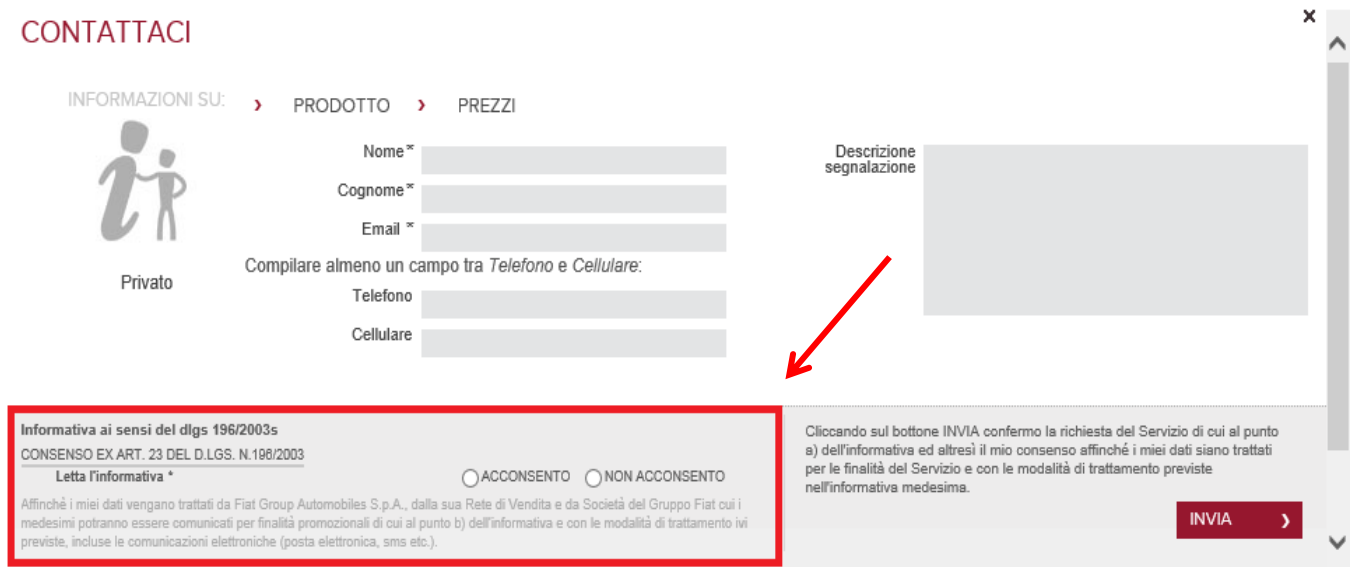 CONTATTACI
x
INFORMAZIONI SU: › PRODOTTO › PREZZI
Privato
Nome*
Cognome*
Email *
Compilare almeno un campo tra Telefono e Cellulare:
Telefono
Cellulare
Descrizione
segnalazione
Informativa ai sensi del dlgs 196/2003s
CONSENSO EX ART. 23 DEL D.LGS. N.196/2003
Letta l'informativa * ACCONSENTO NON ACCONSENTO
Affinchè i miei dati vengano trattati da Fiat Group Automobiles S.p.A., dalla sua Rete di Vendita e da Società del Gruppo Fiat cui i
medesimi potranno essere comunicati per finalità promozionali di cui al punto b) dell'informativa e con le modalità di trattamento ivi
previste, incluse le comunicazioni elettroniche (posta elettronica, sms etc.).
Cliccando sul bottone INVIA confermo la richiesta del Servizio di cui al punto
a) dell'informativa ed altresì il mio consenso affinché i miei dati siano trattati
per le finalità del Servizio e con le modalità di trattamento previste
nell'informativa medesima.
INVIA ›